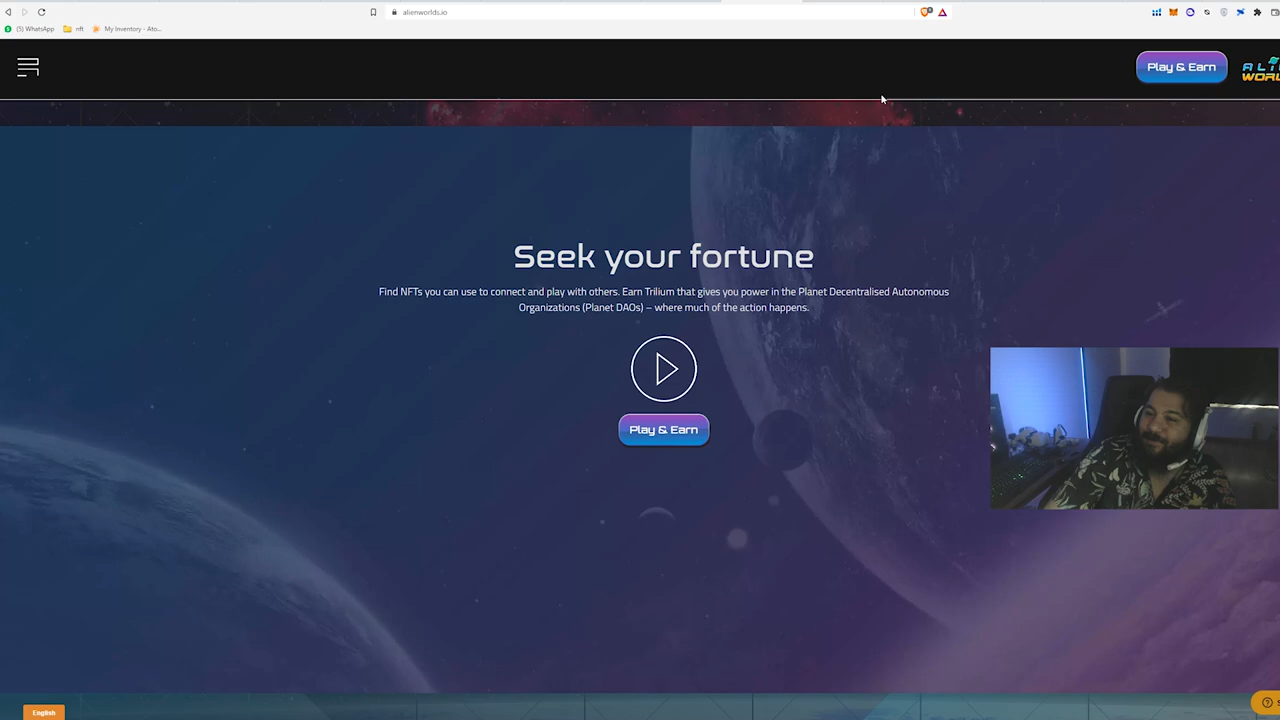 alienworlds.io
(5) WhatsApp
nft
My Inventory - Ato...
Play & Earn
Seek your fortune
Find NFTs you can use to connect and play with others. Earn Trilium that gives you power in the Planet Decentralised Autonomous
Organizations (Planet DAOs) – where much of the action happens.
Play & Earn
English